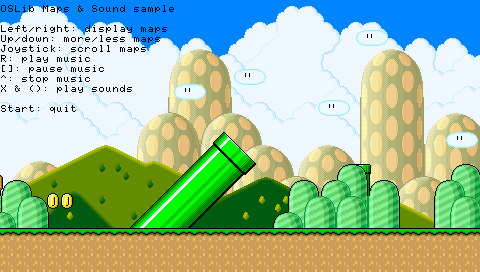 OSLib Maps & Sound sample
Left/right: display maps
Up/down: more/less maps
Joystick: scroll maps
R: play music
[]: pause music
^: stop music
X & (): play sounds
Start: quit